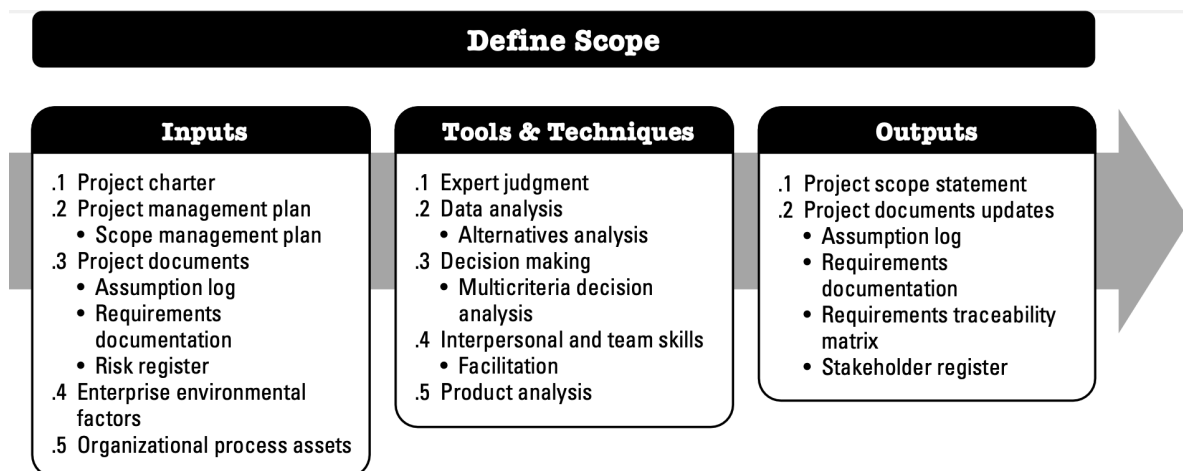 Define Scope
Inputs
.1 Project charter
.2 Project management plan
• Scope management plan
.3 Project documents
• Assumption log
• Requirements
documentation
• Risk register
.4 Enterprise environmental
factors
.5 Organizational process assets
Tools & Techniques
.1 Expert judgment
.2 Data analysis
• Alternatives analysis
.3 Decision making
• Multicriteria decision
analysis
.4 Interpersonal and team skills
• Facilitation
.5 Product analysis
Outputs
.1 Project scope statement
.2 Project documents updates
• Assumption log
• Requirements
documentation
• Requirements traceability
matrix
• Stakeholder register